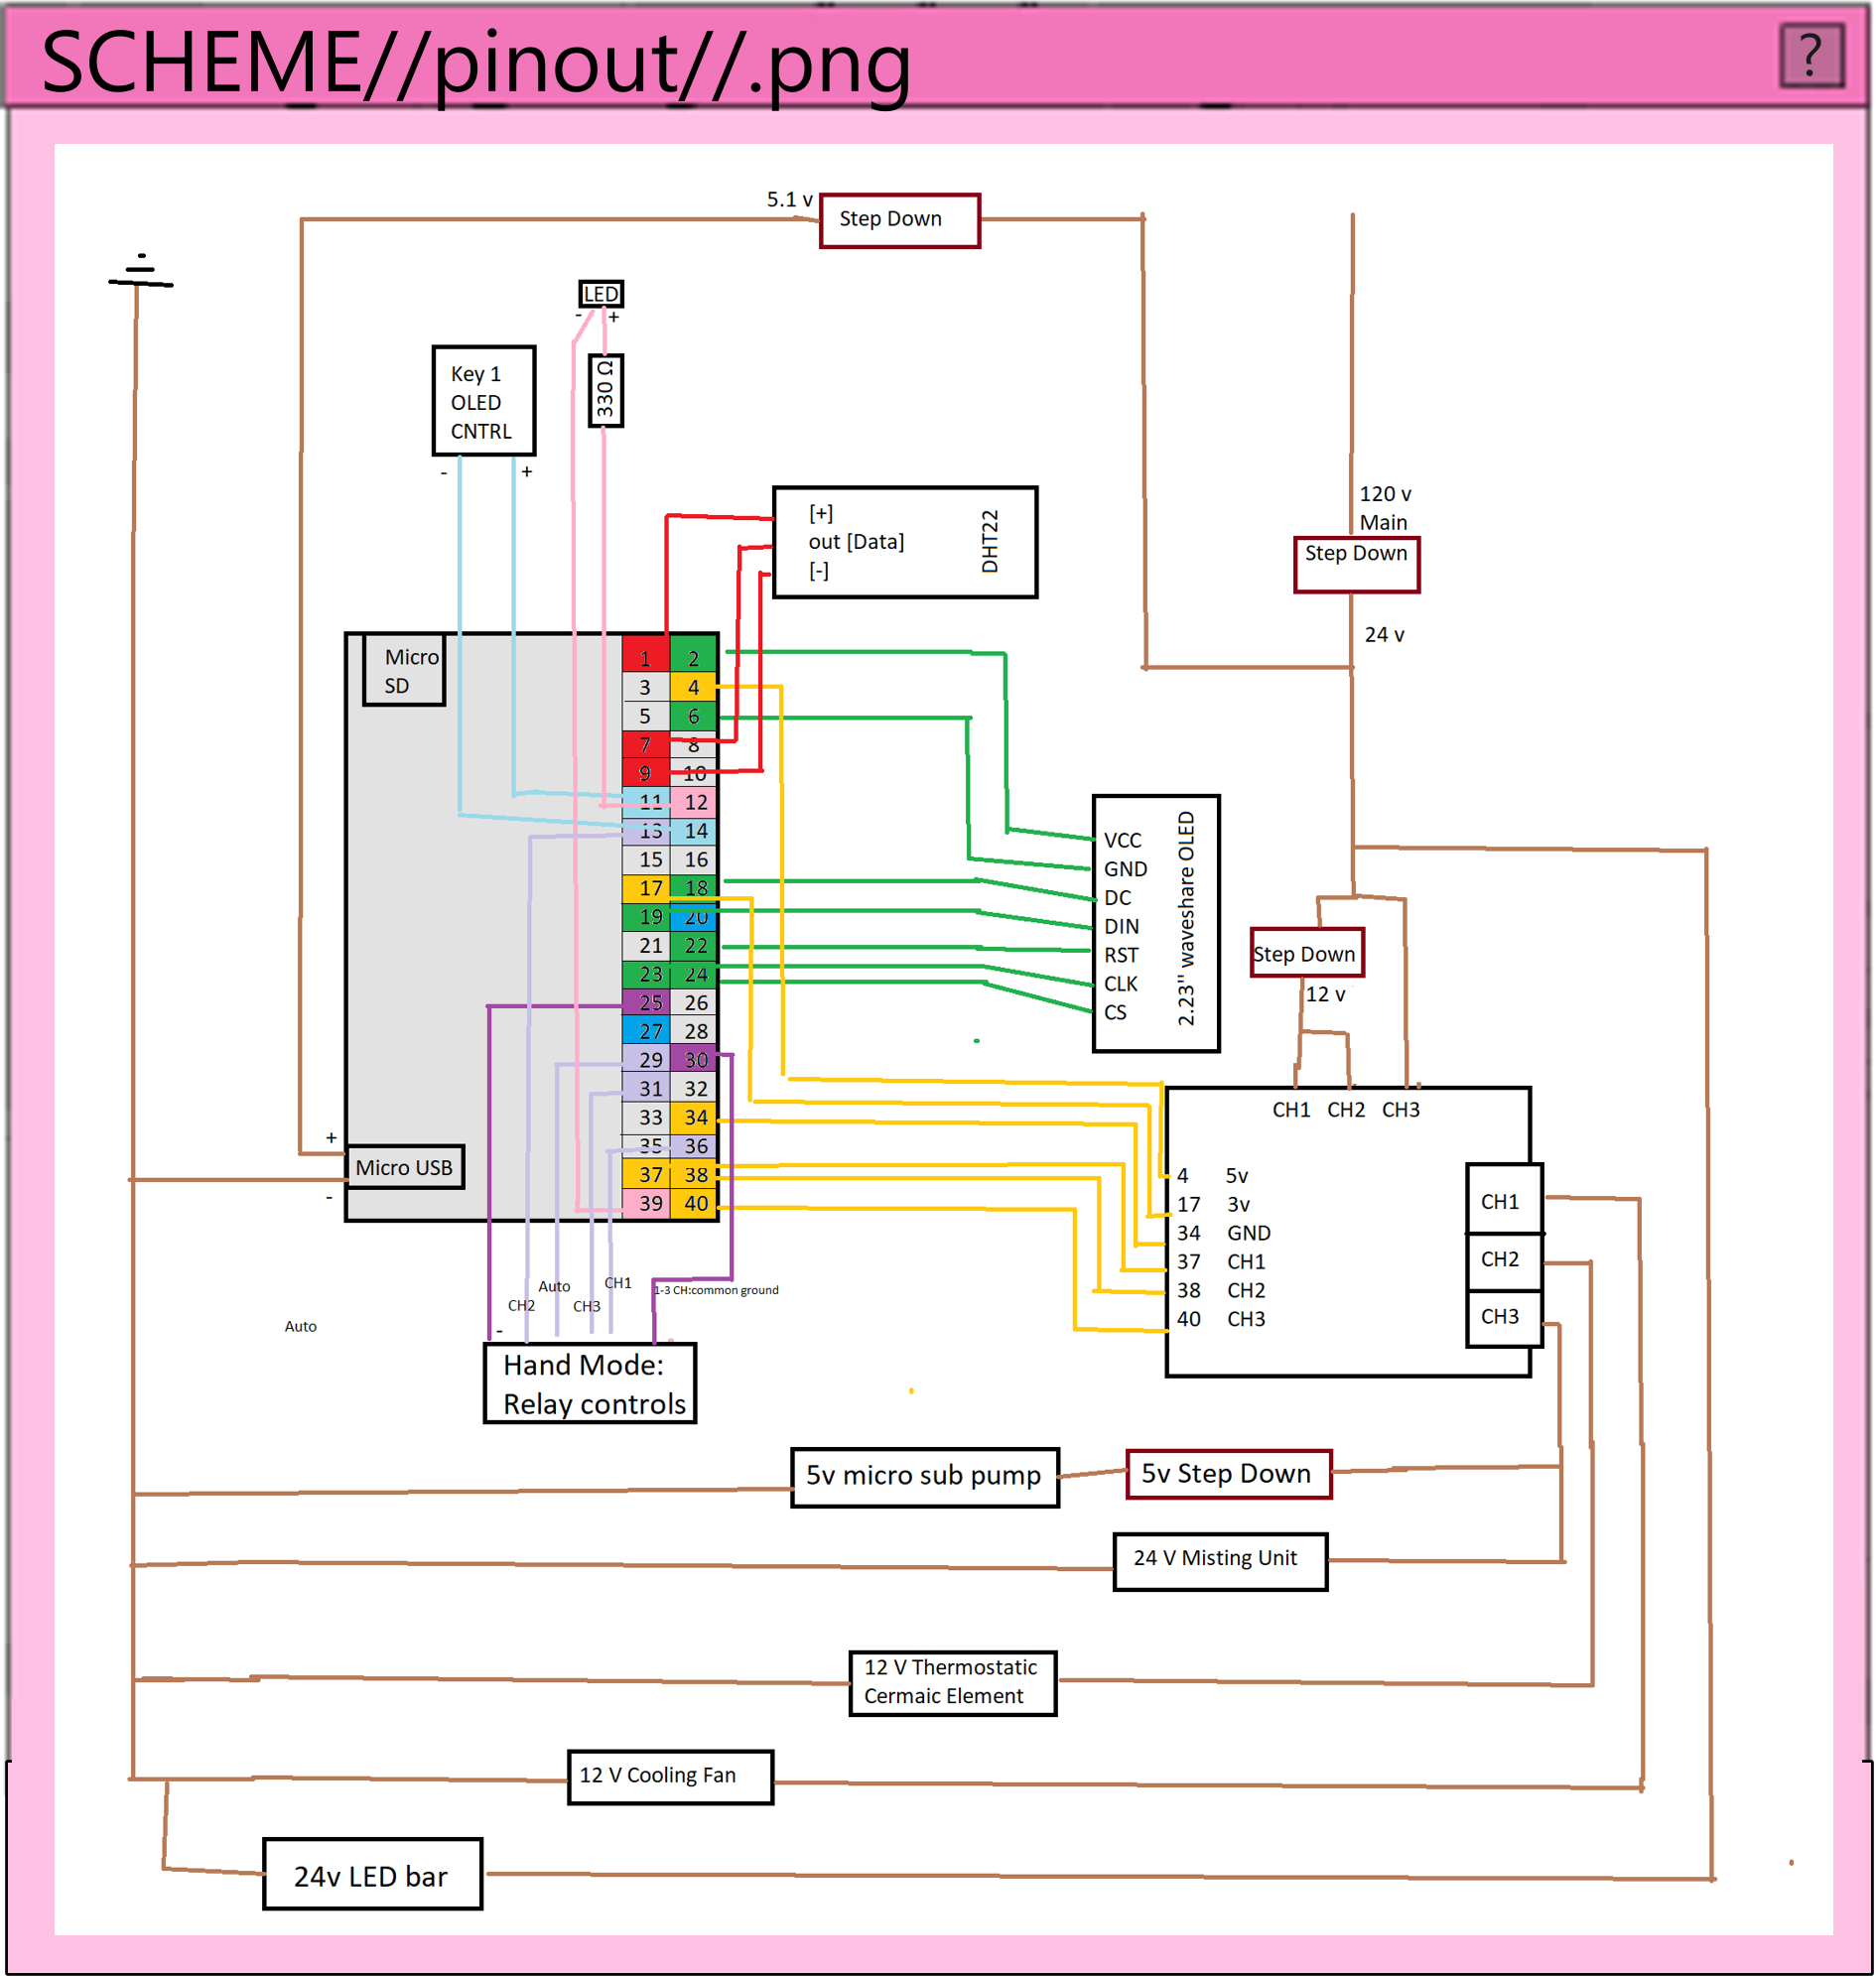 SCHEME//pinout//.png
?
5.1 v
Step Down
LED
- +
Key 1
OLED
CNTRL
- +
330 Ω
[+]
out [Data]
[-]
DHT22
120 v
Main
Step Down
24 v
Micro
SD
1 2
3 4
5 6
7 8
9 10
11 12
13 14
15 16
17 18
19 20
21 22
23 24
25 26
27 28
29 30
31 32
33 34
35 36
37 38
39 40
VCC
GND
DC
DIN
RST
CLK
CS
2.23" waveshare OLED
Step Down
12 v
+
Micro USB
-
CH1 CH2 CH3
4 5v
17 3v
34 GND
37 CH1
38 CH2
40 CH3
CH1
CH2
CH3
Auto
CH2
Auto
CH3
CH1
1-3 CH:common ground
-
Hand Mode:
Relay controls
5v micro sub pump
5v Step Down
24 V Misting Unit
12 V Thermostatic
Cermaic Element
12 V Cooling Fan
24v LED bar